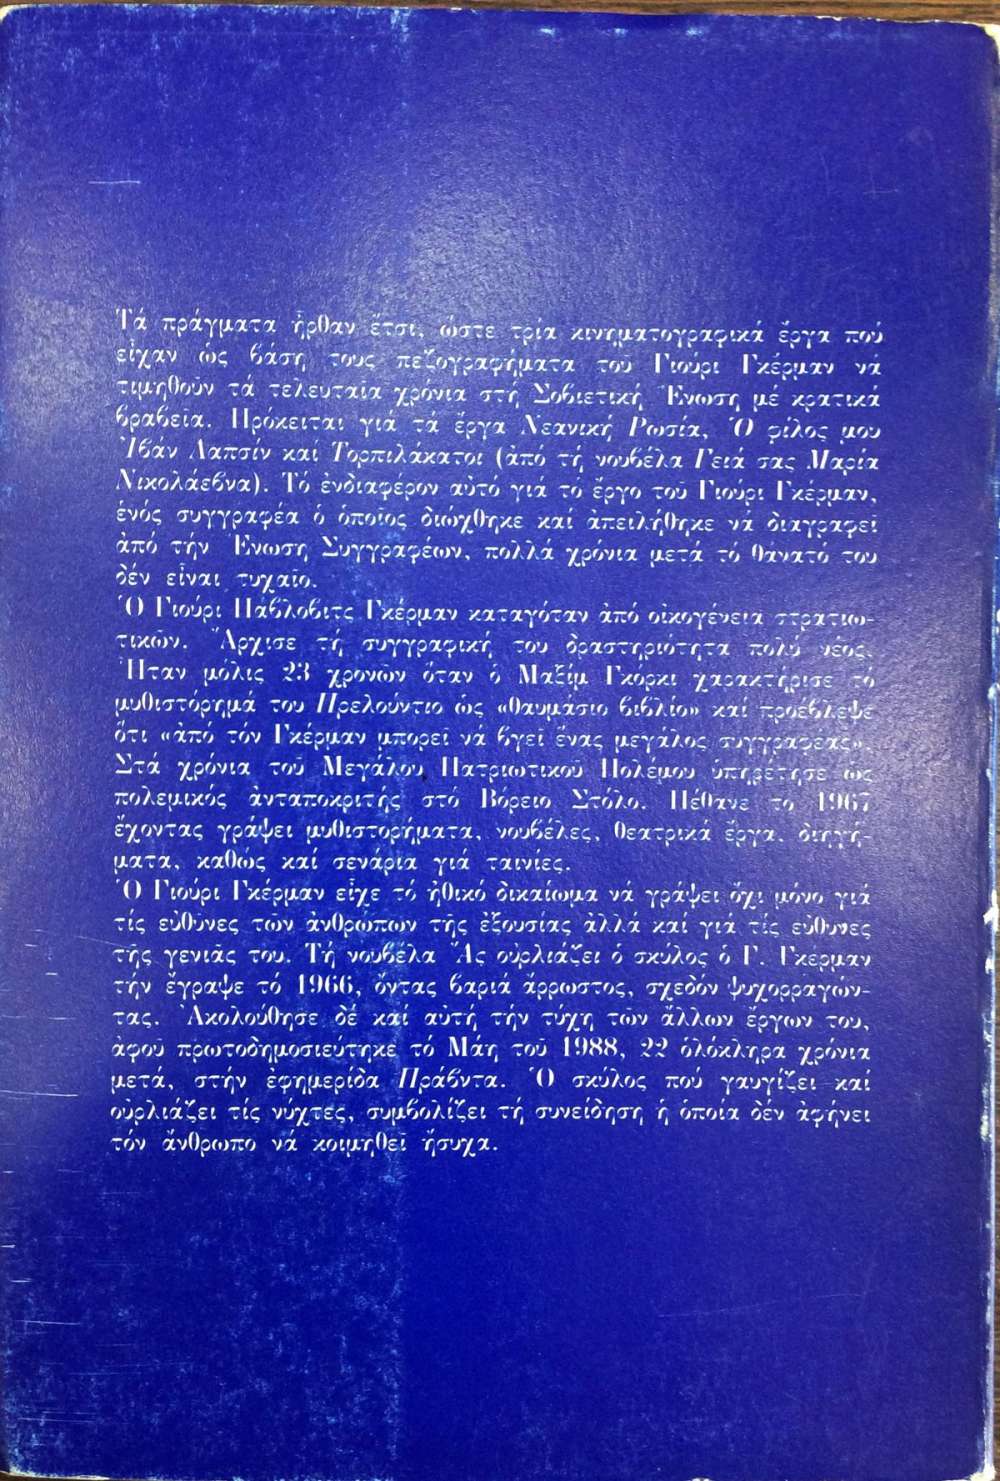 Τά πράγματα ἦρθαν ἔτσι, ὥστε τρία κινηματογραφικά ἔργα πού
εἶχαν ὡς βάση τους πεζογραφήματα τοῦ Γιούρι Γκέρμαν νά
τιμηθοῦν τά τελευταῖα χρόνια στή Σοβιετική Ἕνωση μέ κρατικά
βραβεῖα. Πρόκειται γιά τά ἔργα Νεανική Ρωσία, Ὁ φίλος μου
Ἰβάν Λαπσίν καί Τορπιλάκατοι (ἀπό τή νουβέλα Γειά σας Μαρία
Νικολάεβνα). Τό ἐνδιαφέρον αὐτό γιά τό ἔργο τοῦ Γιούρι Γκέρμαν,
ἑνός συγγραφέα ὁ ὁποῖος διώχθηκε καί ἀπειλήθηκε νά διαγραφεῖ
ἀπό τήν Ἕνωση Συγγραφέων, πολλά χρόνια μετά τό θάνατό του
δέν εἶναι τυχαῖο.
Ὁ Γιούρι Πάβλοβιτς Γκέρμαν καταγόταν ἀπό οἰκογένεια στρατιω-
τικῶν. Ἄρχισε τή συγγραφική του δραστηριότητα πολύ νέος.
Ἦταν μόλις 23 χρονῶν ὅταν ὁ Μαξίμ Γκόρκι χαρακτήρισε τό
μυθιστόρημά του Πρελούντιο ὡς «θαυμάσιο βιβλίο» καί προέβλεψε
ὅτι «ἀπό τόν Γκέρμαν μπορεῖ νά βγεῖ ἕνας μεγάλος συγγραφέας».
Στά χρόνια τοῦ Μεγάλου Πατριωτικοῦ Πολέμου ὑπηρέτησε ὡς
πολεμικός ἀνταποκριτής στό Βόρειο Στόλο. Πέθανε το 1967
ἔχοντας γράψει μυθιστορήματα, νουβέλες, θεατρικά ἔργα, διηγή-
ματα, καθώς καί σενάρια γιά ταινίες.
Ὁ Γιούρι Γκέρμαν εἶχε τό ἠθικό δικαίωμα νά γράψει ὄχι μόνο γιά
τίς εὐθῦνες τῶν ἀνθρώπων τῆς ἐξουσίας ἀλλά καί γιά τίς εὐθυνες
τῆς γενιᾶς του. Τή νουβέλα Ἄς οὐρλιάζει ὁ σκύλος ὁ Γ. Γκέρμαν
τήν ἔγραψε τό 1966, ὄντας βαριά ἄρρωστος, σχεδόν ψυχορραγών-
τας. Ἀκολούθησε δέ καί αὐτή τήν τύχη τῶν ἄλλων ἔργων του,
ἀφοῦ πρωτοδημοσιεύτηκε τό Μάη τοῦ 1988, 22 ὁλόκληρα χρόνια
μετά, στήν ἐφημερίδα Πράβντα. Ὁ σκύλος πού γαυγίζει καί
οὐρλιάζει τίς νύχτες, συμβολίζει τή συνείδηση ἡ ὁποία δέν ἀφήνει
τόν ἄνθρωπο νά κοιμηθεῖ ἥσυχα.